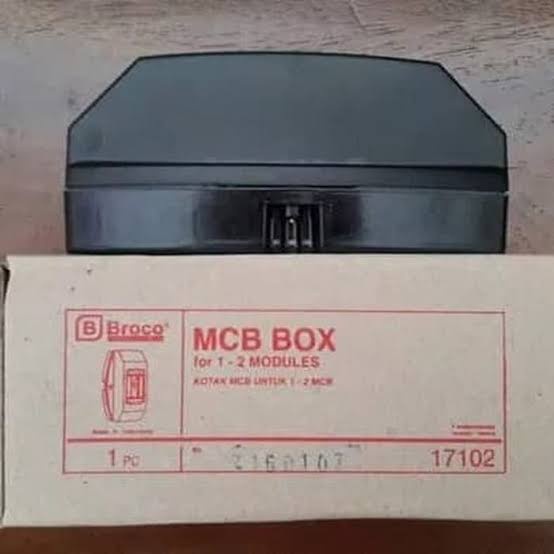 B Broco®
MCB BOX
for 1 - 2 MODULES
KOTAK MCB UNTUK 1 - 2 MCB
1 PC
17102